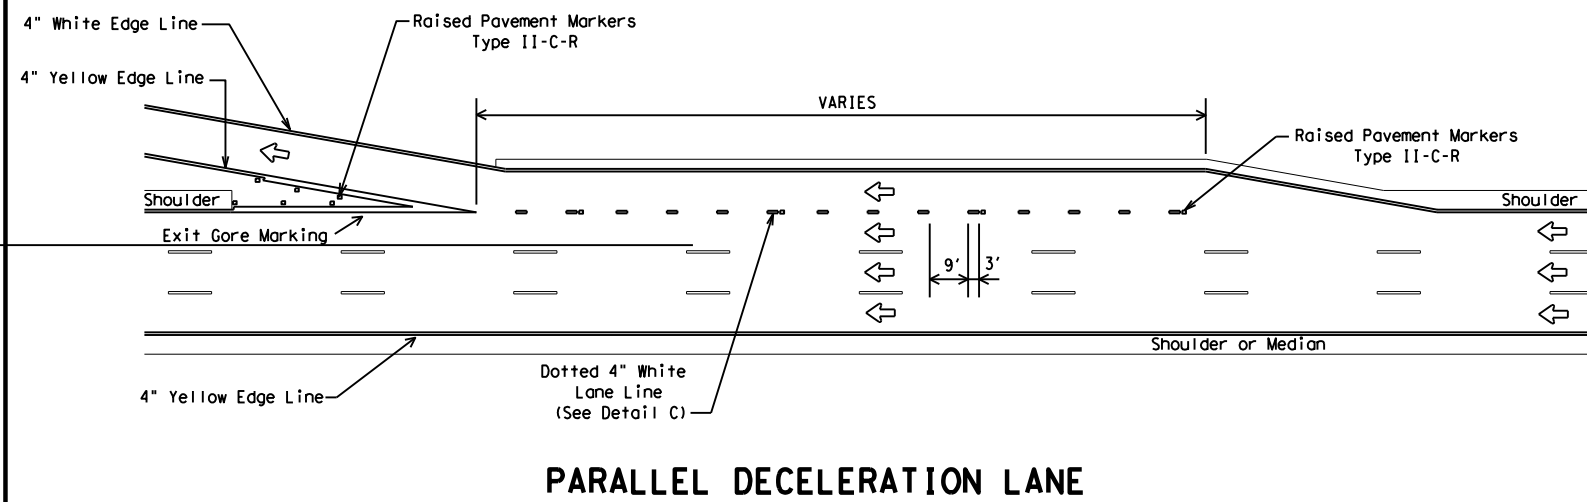 4" White Edge Line
Raised Pavement Markers
Type II-C-R
4" Yellow Edge Line
VARIES
Raised Pavement Markers
Type II-C-R
Shoulder
Shoulder
Exit Gore Marking
9'
3'
Shoulder or Median
4" Yellow Edge Line
Dotted 4" White
Lane Line
(See Detail C)
PARALLEL DECELERATION LANE